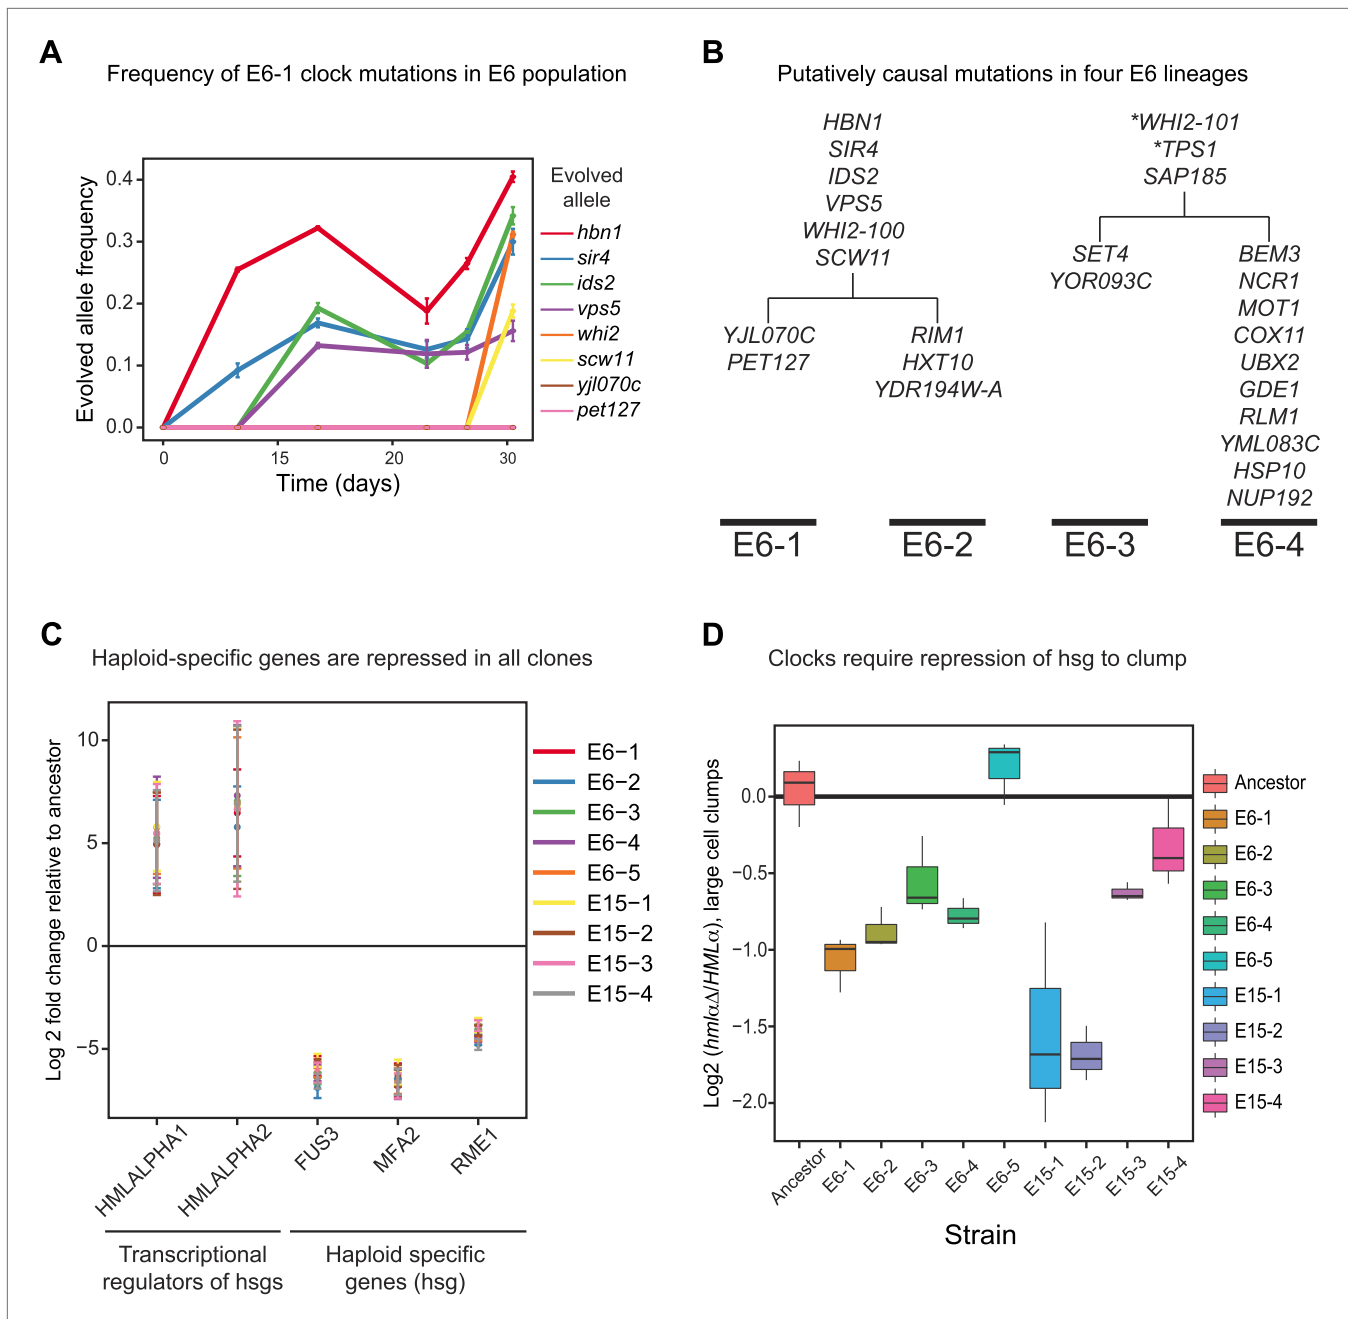 A
Frequency of E6-1 clock mutations in E6 population
Evolved allele frequency
0.4
0.3
0.2
0.1
0.0
0
15
20
30
Time (days)
Evolved
allele
hbn1
sir4
ids2
vps5
whi2
scw11
yjl070c
pet127
B
Putatively causal mutations in four E6 lineages
HBN1
SIR4
IDS2
VPS5
WHI2-100
SCW11
YJL070C
PET127
RIM1
HXT10
YDR194W-A
*WHI2-101
*TPS1
SAP185
SET4
YOR093C
BEM3
NCR1
MOT1
COX11
UBX2
GDE1
RLM1
YML083C
HSP10
NUP192
E6-1
E6-2
E6-3
E6-4
C
Haploid-specific genes are repressed in all clones
Log 2 fold change relative to ancestor
10
5
0
−5
HMLALPHA1
HMLALPHA2
FUS3
MFA2
RME1
Transcriptional
regulators of hsgs
Haploid specific
genes (hsg)
E6−1
E6−2
E6−3
E6−4
E6−5
E15−1
E15−2
E15−3
E15−4
D
Clocks require repression of hsg to clump
Log2 (hmlαΔ/HMLα), large cell clumps
0.0
−0.5
−1.0
−1.5
−2.0
Ancestor
E6-1
E6-2
E6-3
E6-4
E6-5
E15-1
E15-2
E15-3
E15-4
Strain
Ancestor
E6-1
E6-2
E6-3
E6-4
E6-5
E15-1
E15-2
E15-3
E15-4